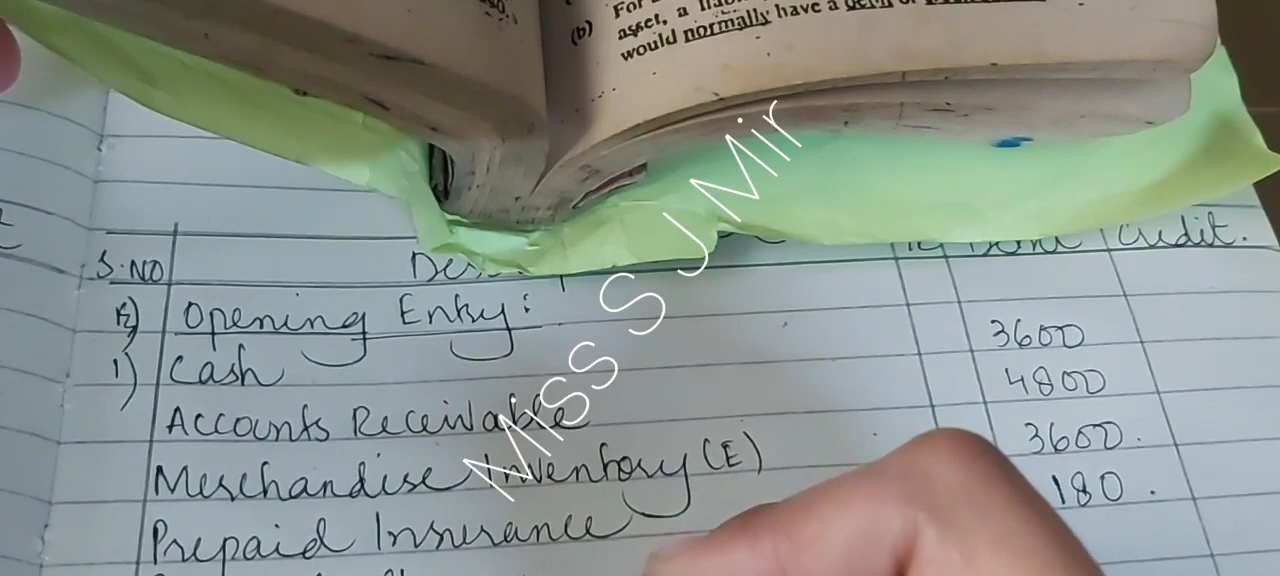 (b) For
asset, a
would normally have a
S.NO Debit Credit.
Opening Entry:
1) Cash 3600
Accounts Receivable 4800
Merchandise Inventory (E) 3600.
Prepaid Insurance 180.
Miss S J Mir